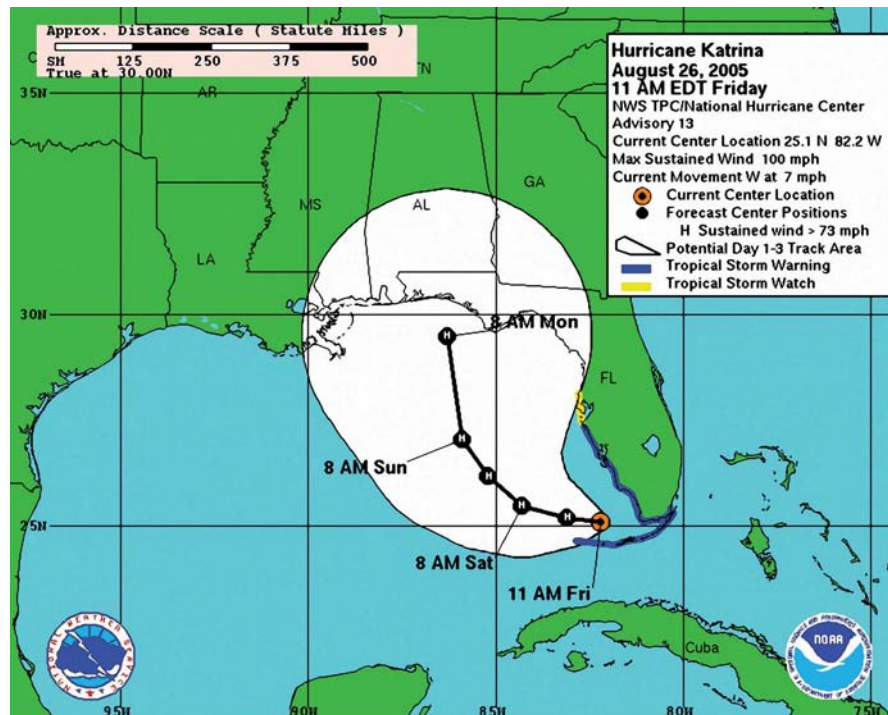 Approx. Distance Scale ( Statute Miles )
SM 125 250 375 500
True at 30.00N
Hurricane Katrina
August 26, 2005
11 AM EDT Friday
NWS TPC/National Hurricane Center
Advisory 13
Current Center Location 25.1 N 82.2 W
Max Sustained Wind 100 mph
Current Movement W at 7 mph
Current Center Location
Forecast Center Positions
H Sustained wind > 73 mph
Potential Day 1-3 Track Area
Tropical Storm Warning
Tropical Storm Watch
TN
35N
AR
MS
AL
GA
LA
30N
8 AM Mon
H
FL
H
8 AM Sun
H
H
H
25N
8 AM Sat
11 AM Fri
Cuba
NATIONAL WEATHER SERVICE
NOAA
95W
90W
85W
80W
75W